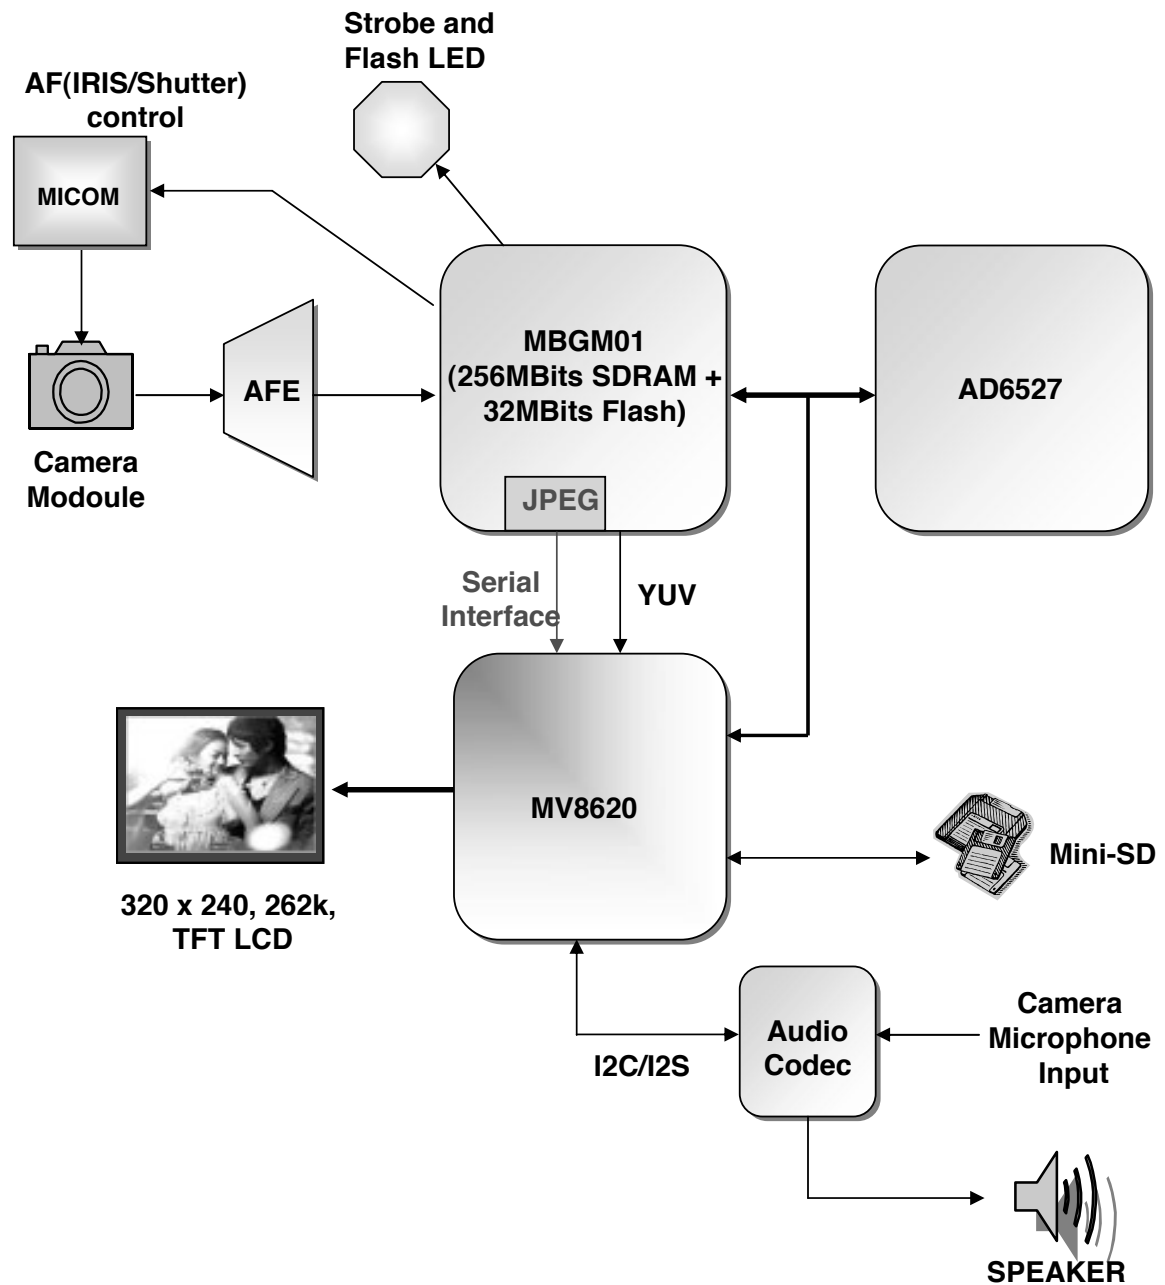 Strobe and
Flash LED
AF(IRIS/Shutter)
control
MICOM
MBGM01
(256MBits SDRAM +
32MBits Flash)
AD6527
AFE
Camera
Modoule
JPEG
Serial
Interface
YUV
MV8620
Mini-SD
320 x 240, 262k,
TFT LCD
Audio
Codec
Camera
Microphone
Input
I2C/I2S
SPEAKER